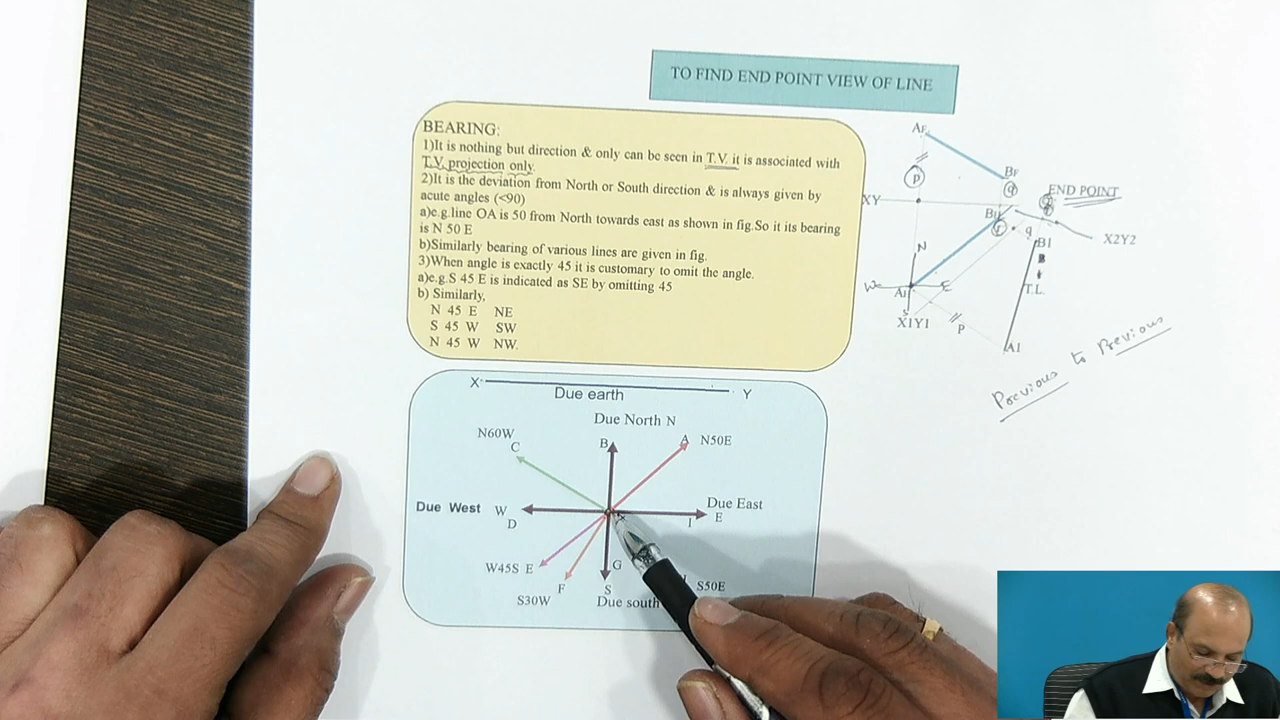 TO FIND END POINT VIEW OF LINE
BEARING:
1)It is nothing but direction & only can be seen in T.V. it is associated with
T.V. projection only.
2)It is the deviation from North or South direction & is always given by
acute angles (<90)
a)e.g.line OA is 50 from North towards east as shown in fig.So it its bearing
is N 50 E
b)Similarly bearing of various lines are given in fig.
3)When angle is exactly 45 it is customary to omit the angle.
a)e.g.S 45 E is indicated as SE by omitting 45
b) Similarly,
N 45 E NE
S 45 W SW
N 45 W NW.
AF
P
BF
q
XY
END POINT
BT
q
X2Y2
N
B1
W
E
A1
T.L.
S
X1Y1
P
A1
Previous to Previous
X Y
Due earth
Due North N
N60W
C
B
A N50E
Due West W
D
Due East
E
I
W45S E
G
F
S
S50E
S30W
Due south